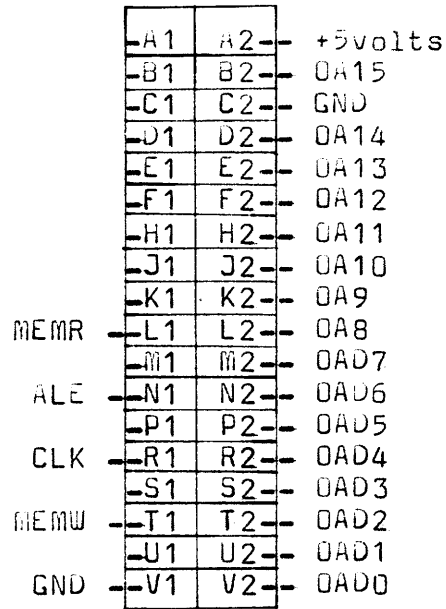 A1 A2 +5volts
B1 B2 OA15
C1 C2 GND
D1 D2 OA14
E1 E2 OA13
F1 F2 OA12
H1 H2 OA11
J1 J2 OA10
K1 K2 OA9
MEMR L1 L2 OA8
M1 M2 OAD7
ALE N1 N2 OAD6
P1 P2 OAD5
CLK R1 R2 OAD4
S1 S2 OAD3
MEMW T1 T2 OAD2
U1 U2 OAD1
GND V1 V2 OAD0